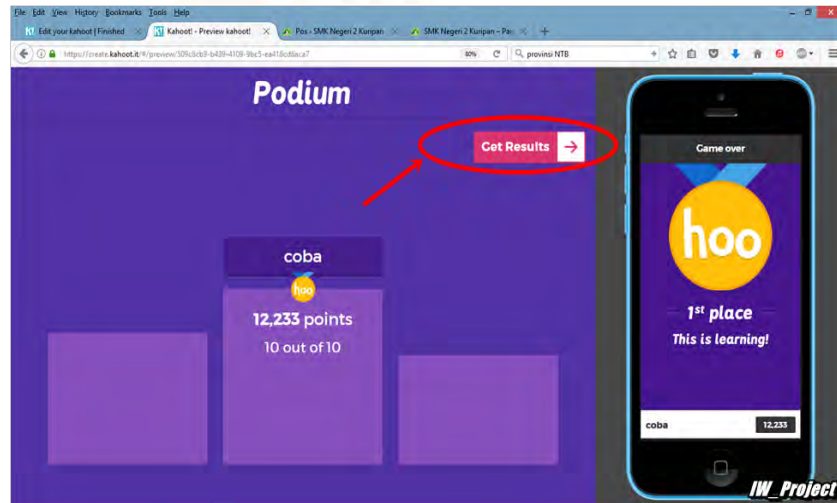 File Edit View History Bookmarks Tools Help
Edit your kahoot | Finished
Kahoot! - Preview kahoot!
Pos ‹ SMK Negeri 2 Kuripan
SMK Negeri 2 Kuripan – Pa
80%
provinsi NTB
Podium
Get Results
coba
hoo
12,233 points
10 out of 10
Game over
hoo
1st place
This is learning!
coba 12,233
IW_Project